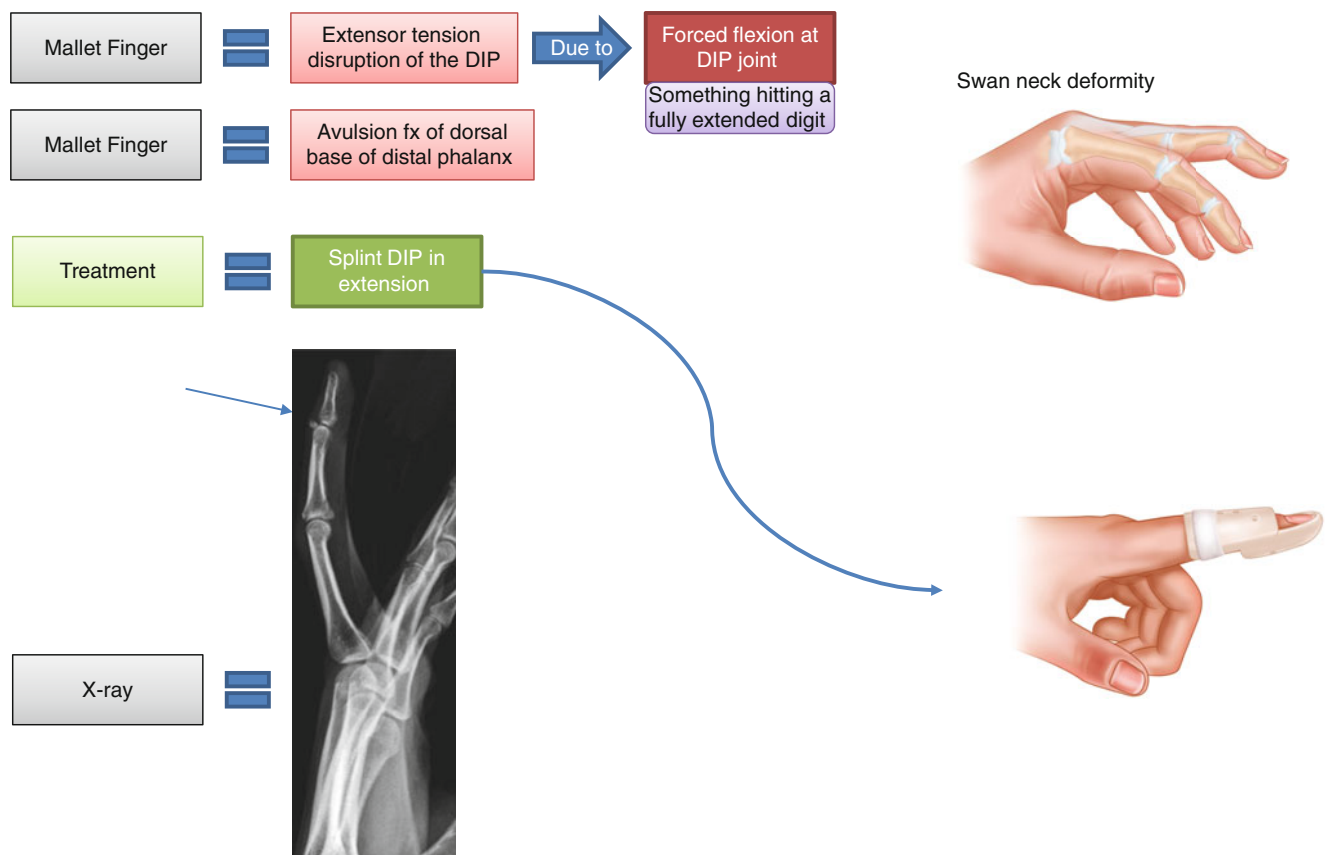 Mallet Finger
Extensor tension
disruption of the DIP
Due to
Forced flexion at
DIP joint
Something hitting a
fully extended digit
Swan neck deformity
Mallet Finger
Avulsion fx of dorsal
base of distal phalanx
Treatment
Splint DIP in
extension
X-ray